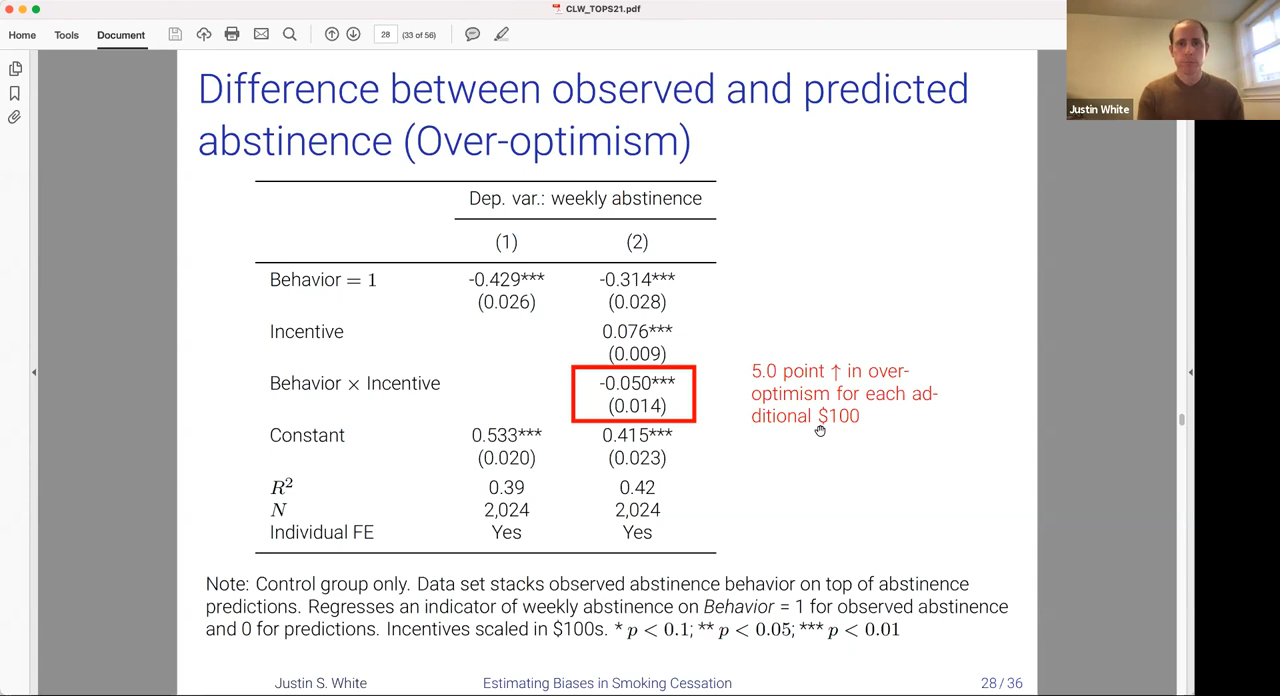 CLW_TOPS21.pdf
Home Tools Document 28 (33 of 56)
Justin White
Difference between observed and predicted
abstinence (Over-optimism)
Dep. var.: weekly abstinence
(1) (2)
Behavior = 1 -0.429*** -0.314***
(0.026) (0.028)
Incentive 0.076***
(0.009)
Behavior × Incentive -0.050***
(0.014)
Constant 0.533*** 0.415***
(0.020) (0.023)
R² 0.39 0.42
N 2,024 2,024
Individual FE Yes Yes
5.0 point ↑ in over-
optimism for each ad-
ditional $100
Note: Control group only. Data set stacks observed abstinence behavior on top of abstinence
predictions. Regresses an indicator of weekly abstinence on Behavior = 1 for observed abstinence
and 0 for predictions. Incentives scaled in $100s. * p < 0.1; ** p < 0.05; *** p < 0.01
Justin S. White Estimating Biases in Smoking Cessation 28 / 36